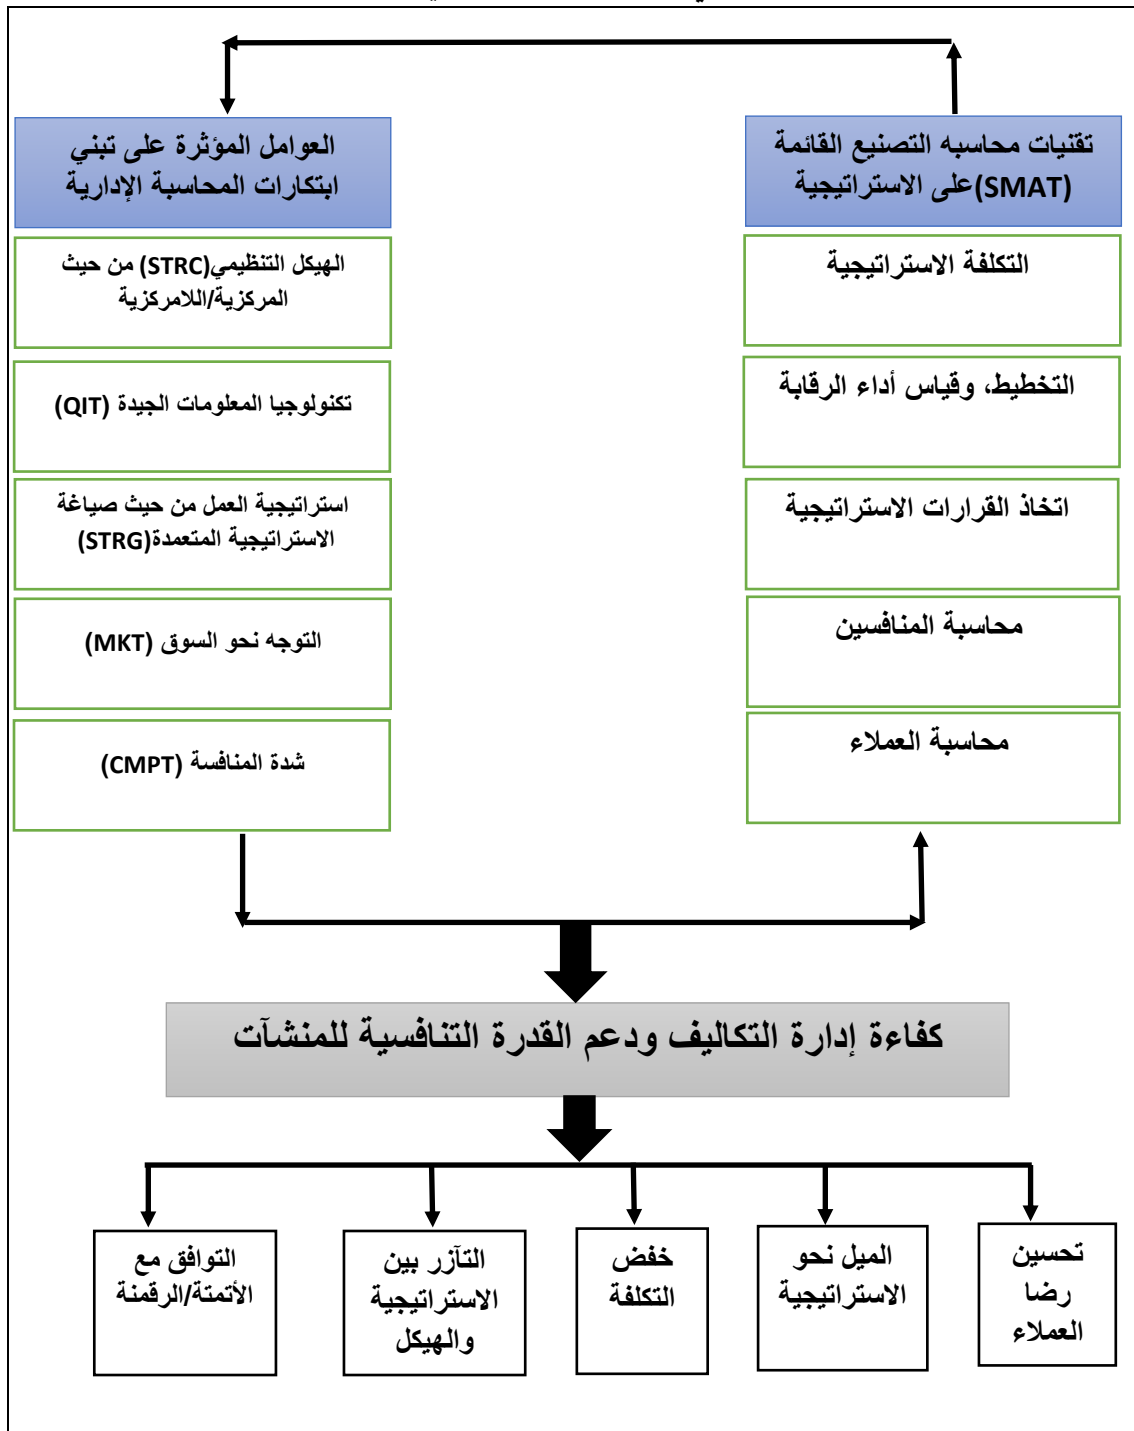 تقنيات محاسبه التصنيع القائمة
على الاستراتيجية(SMAT)
التكلفة الاستراتيجية
التخطيط، وقياس أداء الرقابة
اتخاذ القرارات الاستراتيجية
محاسبة المنافسين
محاسبة العملاء
العوامل المؤثرة على تبني
ابتكارات المحاسبة الإدارية
الهيكل التنظيمي(STRC) من حيث
المركزية/اللامركزية
تكنولوجيا المعلومات الجيدة (QIT)
استراتيجية العمل من حيث صياغة
الاستراتيجية المتعمدة(STRG)
التوجه نحو السوق (MKT)
شدة المنافسة (CMPT)
كفاءة إدارة التكاليف ودعم القدرة التنافسية للمنشآت
تحسين
رضا
العملاء
الميل نحو
الاستراتيجية
خفض
التكلفة
التآزر بين
الاستراتيجية
والهيكل
التوافق مع
الأتمتة/الرقمنة